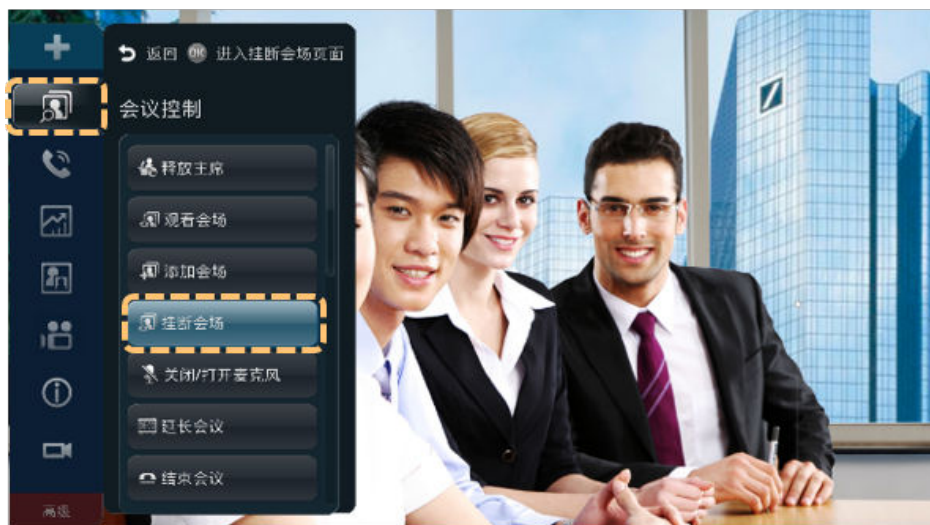 返回 OK 进入挂断会场页面
会议控制
释放主席
观看会场
添加会场
挂断会场
关闭/打开麦克风
延长会议
结束会议
高级